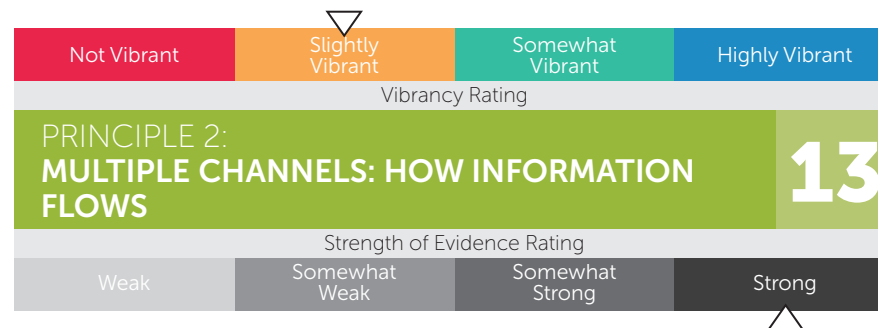 Not Vibrant
Slightly
Vibrant
Somewhat
Vibrant
Highly Vibrant
Vibrancy Rating
PRINCIPLE 2:
MULTIPLE CHANNELS: HOW INFORMATION
FLOWS
13
Strength of Evidence Rating
Weak
Somewhat
Weak
Somewhat
Strong
Strong